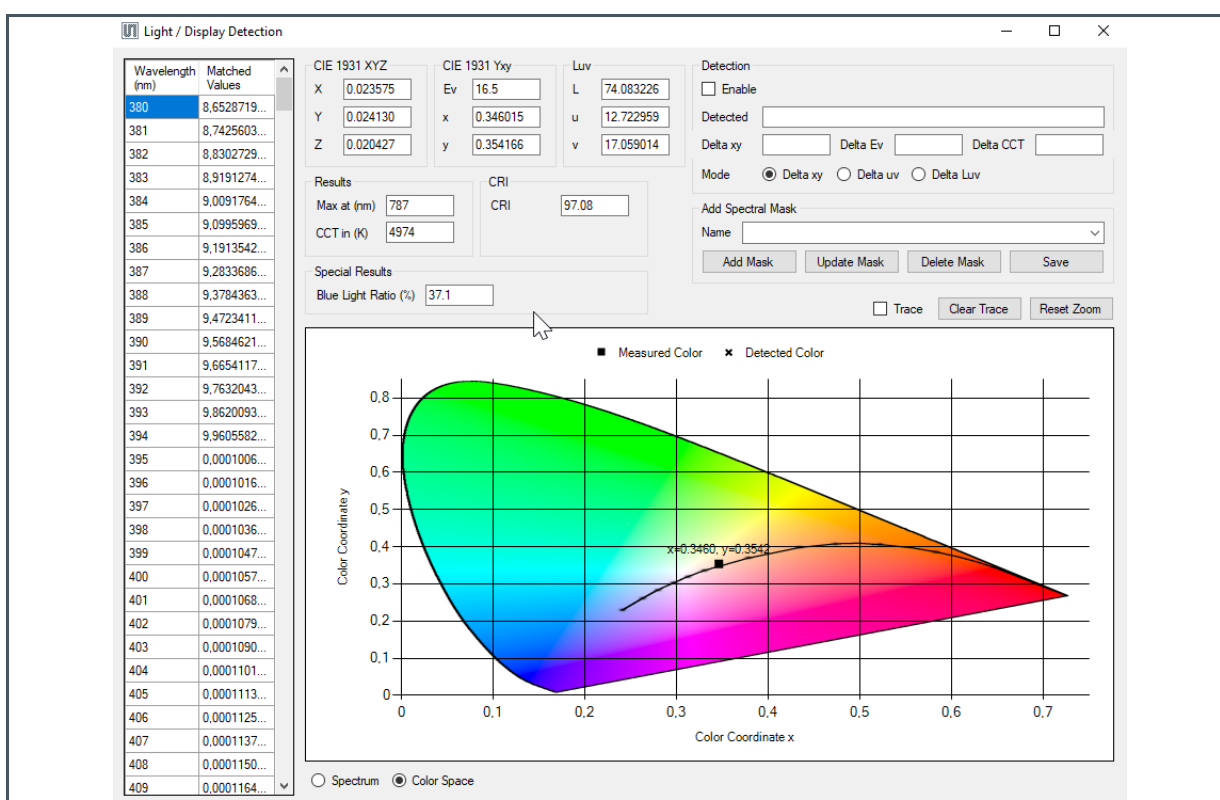 Light / Display Detection
Wavelength (nm) Matched Values
380 8,6528719...
381 8,7425603...
382 8,8302729...
383 8,9191274...
384 9,0091764...
385 9,0995969...
386 9,1913542...
387 9,2833686...
388 9,3784363...
389 9,4723411...
390 9,5684621...
391 9,6654117...
392 9,7632043...
393 9,8620093...
394 9,9605582...
395 0,0001006...
396 0,0001016...
397 0,0001026...
398 0,0001036...
399 0,0001047...
400 0,0001057...
401 0,0001068...
402 0,0001079...
403 0,0001090...
404 0,0001101...
405 0,0001113...
406 0,0001125...
407 0,0001137...
408 0,0001150...
409 0,0001164...
CIE 1931 XYZ
X 0.023575
Y 0.024130
Z 0.020427
CIE 1931 Yxy
Ev 16.5
x 0.346015
y 0.354166
Luv
L 74.083226
u 12.722959
v 17.059014
Results
Max at (nm) 787
CCT in (K) 4974
CRI
CRI 97.08
Special Results
Blue Light Ratio (%) 37.1
Detection
Enable
Detected
Delta xy Delta Ev Delta CCT
Mode Delta xy Delta uv Delta Luv
Add Spectral Mask
Name
Add Mask Update Mask Delete Mask Save
Trace Clear Trace Reset Zoom
Measured Color Detected Color
Color Coordinate y
0,8
0,7
0,6
0,5
0,4
0,3
0,2
0,1
0
x=0.3460, y=0.3542
0 0,1 0,2 0,3 0,4 0,5 0,6 0,7
Color Coordinate x
Spectrum Color Space